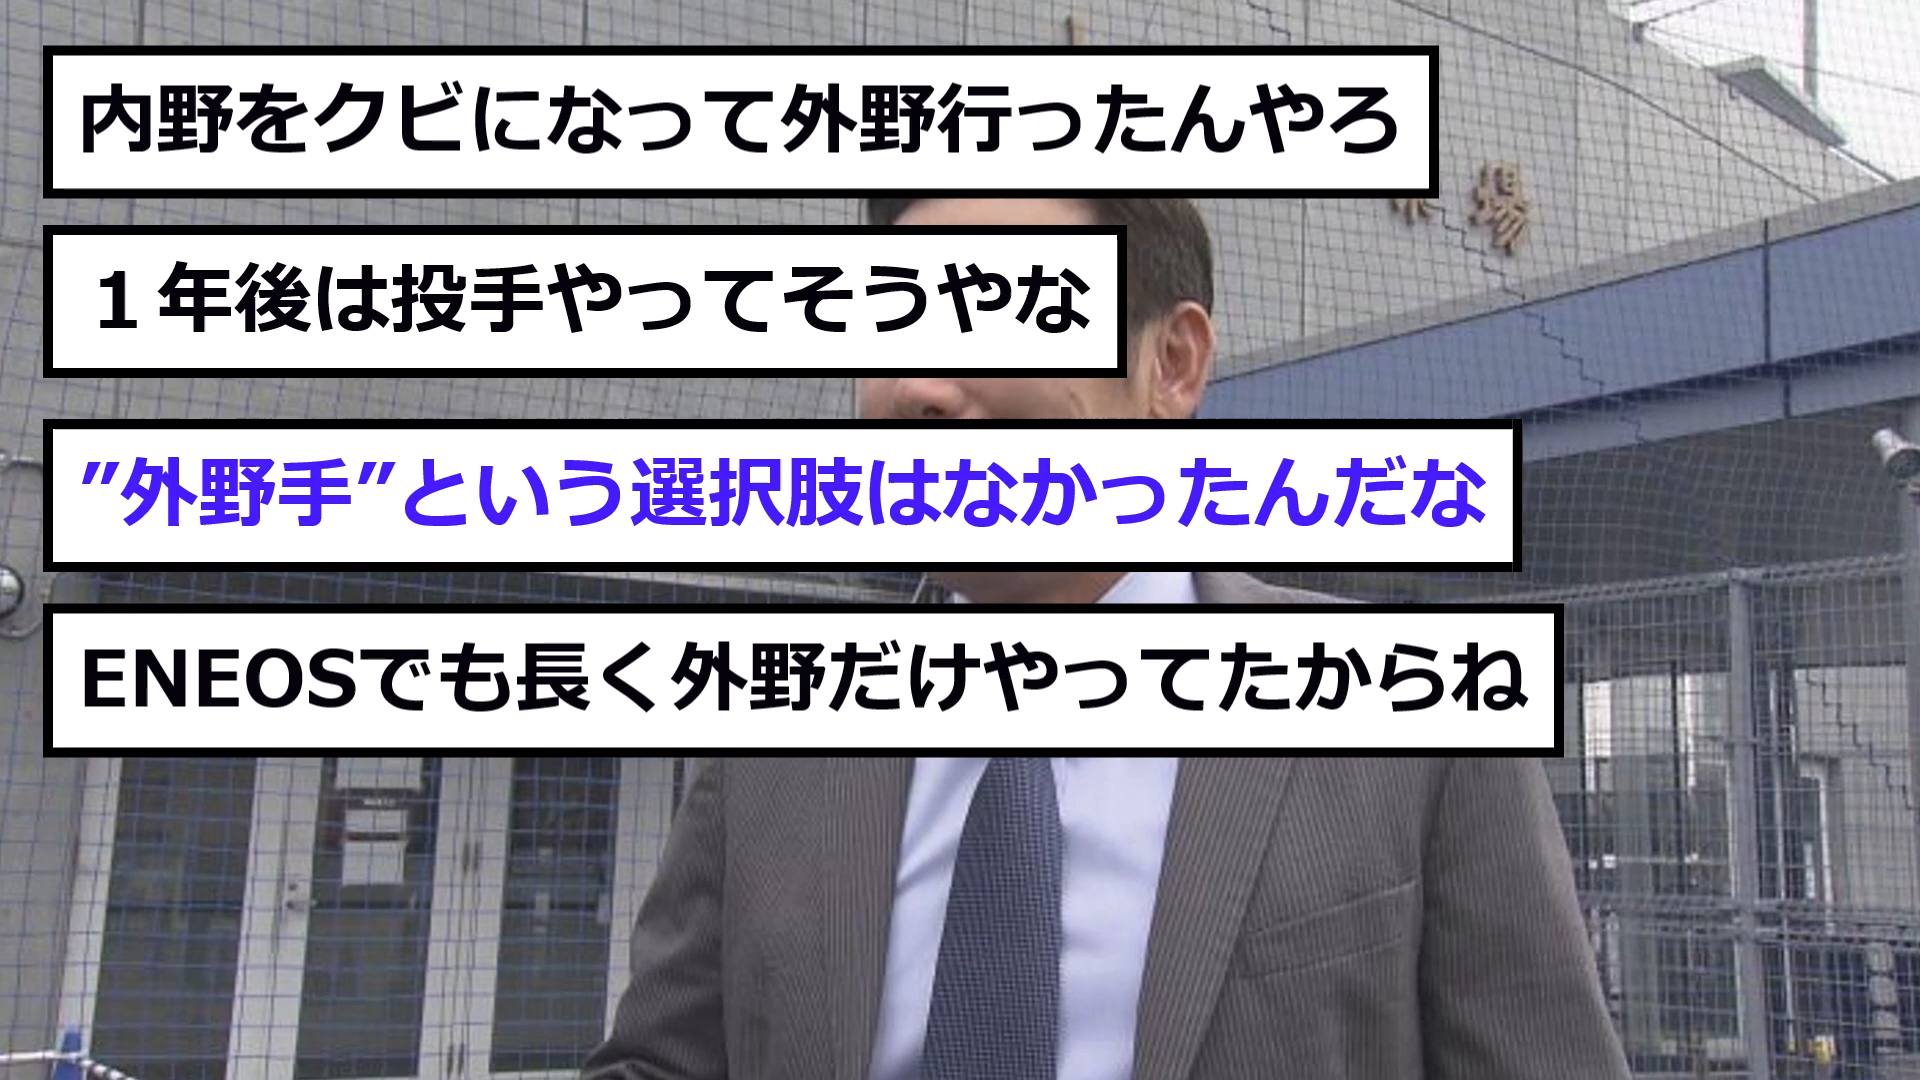 場
内野をクビになって外野行ったんやろ
１年後は投手やってそうやな
”外野手”という選択肢はなかったんだな
ENEOSでも長く外野だけやってたからね